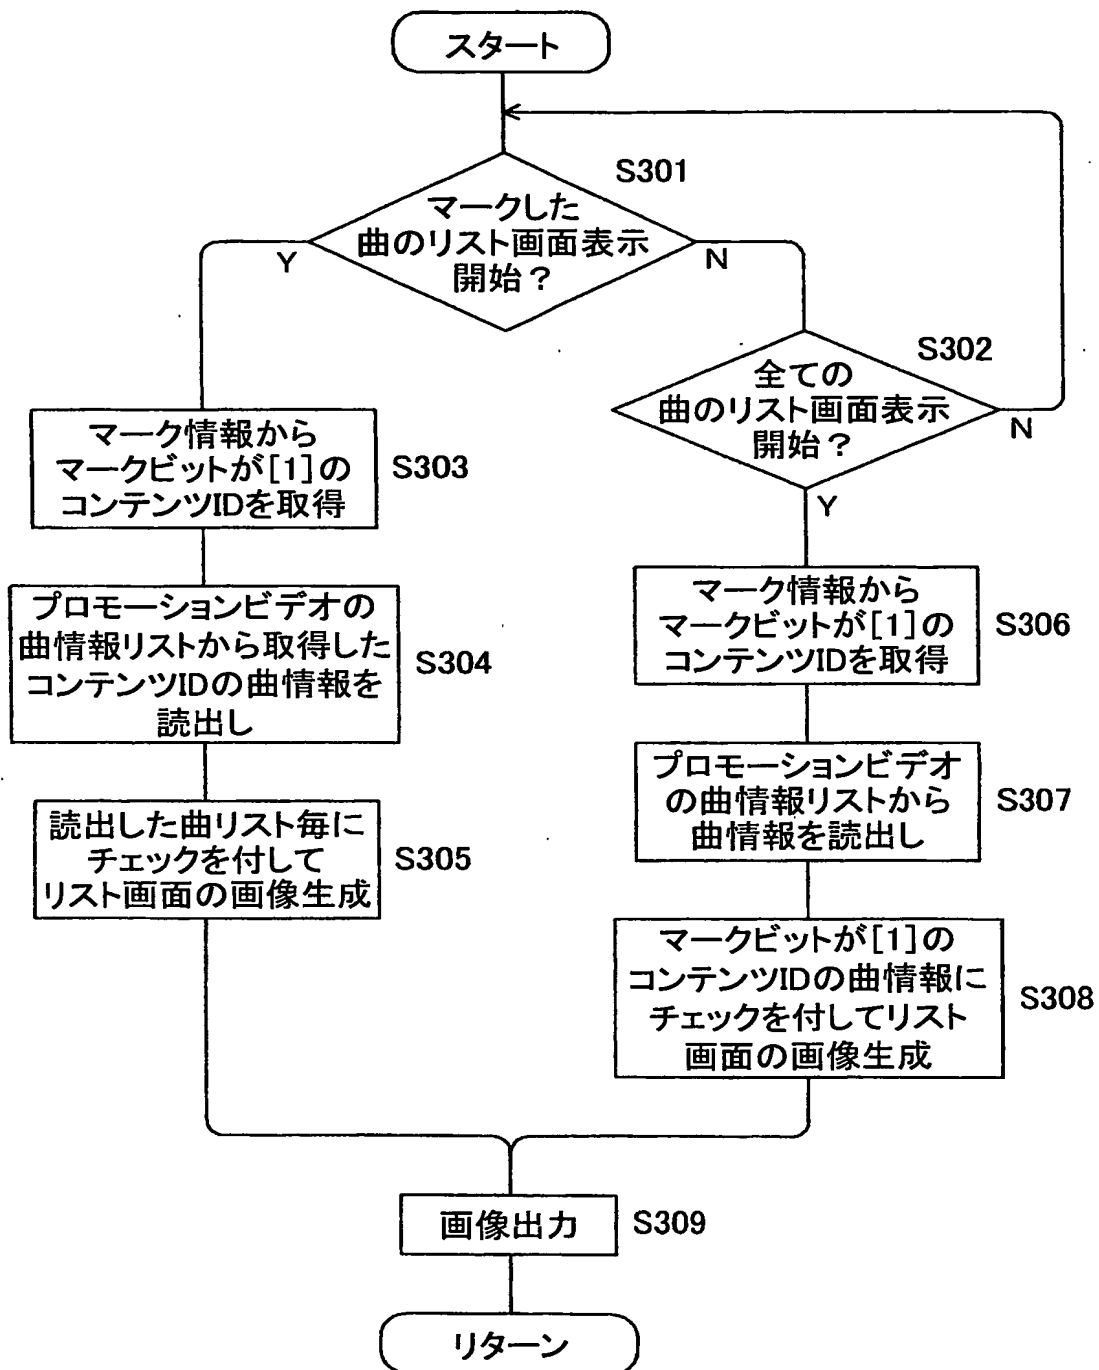 スタート
S301
マークした
曲のリスト画面表示
開始？
Y
N
S302
全ての
曲のリスト画面表示
開始？
N
Y
マーク情報から
マークビットが[1]の
コンテンツIDを取得
S303
プロモーションビデオの
曲情報リストから取得した
コンテンツIDの曲情報を
読出し
S304
読出した曲リスト毎に
チェックを付して
リスト画面の画像生成
S305
マーク情報から
マークビットが[1]の
コンテンツIDを取得
S306
プロモーションビデオ
の曲情報リストから
曲情報を読出し
S307
マークビットが[1]の
コンテンツIDの曲情報に
チェックを付してリスト
画面の画像生成
S308
画像出力
S309
リターン